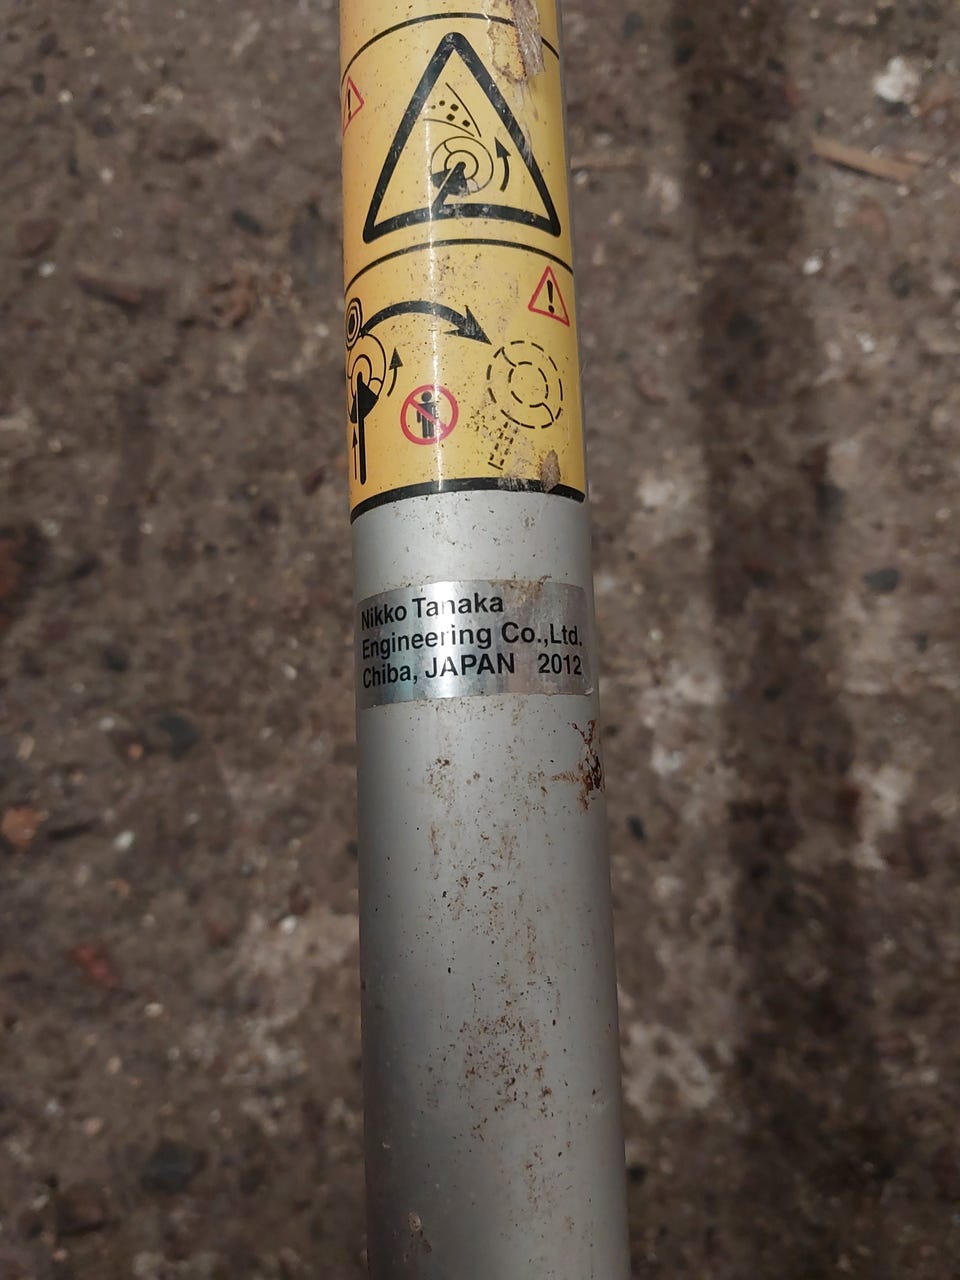 Nikko Tanaka
Engineering Co.,Ltd.
Chiba, JAPAN 2012